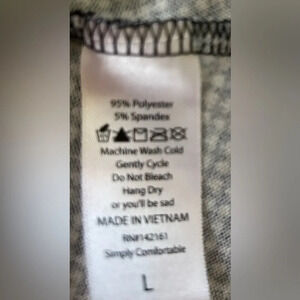 95% Polyester
5% Spandex
Machine Wash Cold
Gently Cycle
Do Not Bleach
Hang Dry
or you'll be sad
MADE IN VIETNAM
RN#142161
Simply Comfortable
L